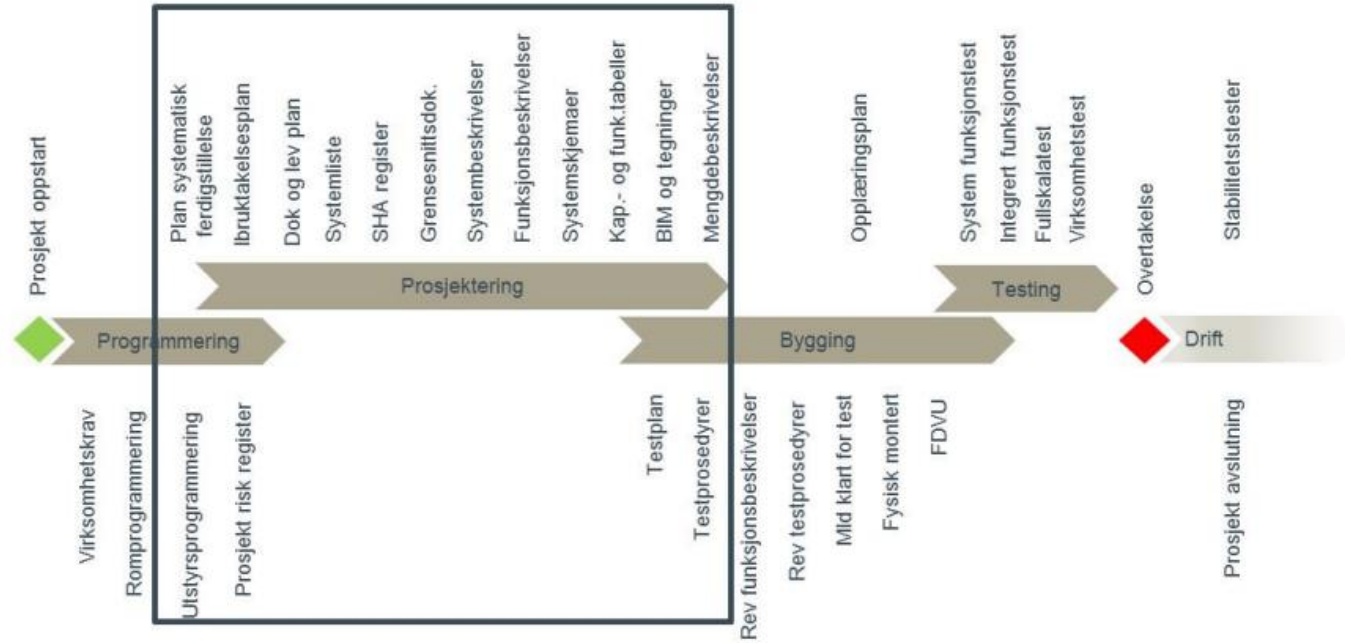 Prosjekt oppstart
Plan systematisk
ferdigstillelse
Ibruktakelsesplan
Dok og lev plan
Systemliste
SHA register
Grensesnittsdok.
Systembeskrivelser
Funksjonsbeskrivelser
Systemskjemaer
Kap.- og funk.tabeller
BIM og tegninger
Mengdebeskrivelser
Opplæringsplan
System funksjonstest
Integrert funksjonstest
Fullskalatest
Virksomhetstest
Overtakelse
Stabilitetstester
Prosjektering
Testing
Programmering
Bygging
Drift
Virksomhetskrav
Romprogrammering
Utstyrsprogrammering
Prosjekt risk register
Testplan
Testprosedyrer
Rev funksjonsbeskrivelser
Rev testprosedyrer
Mld klart for test
Fysisk montert
FDVU
Prosjekt avslutning